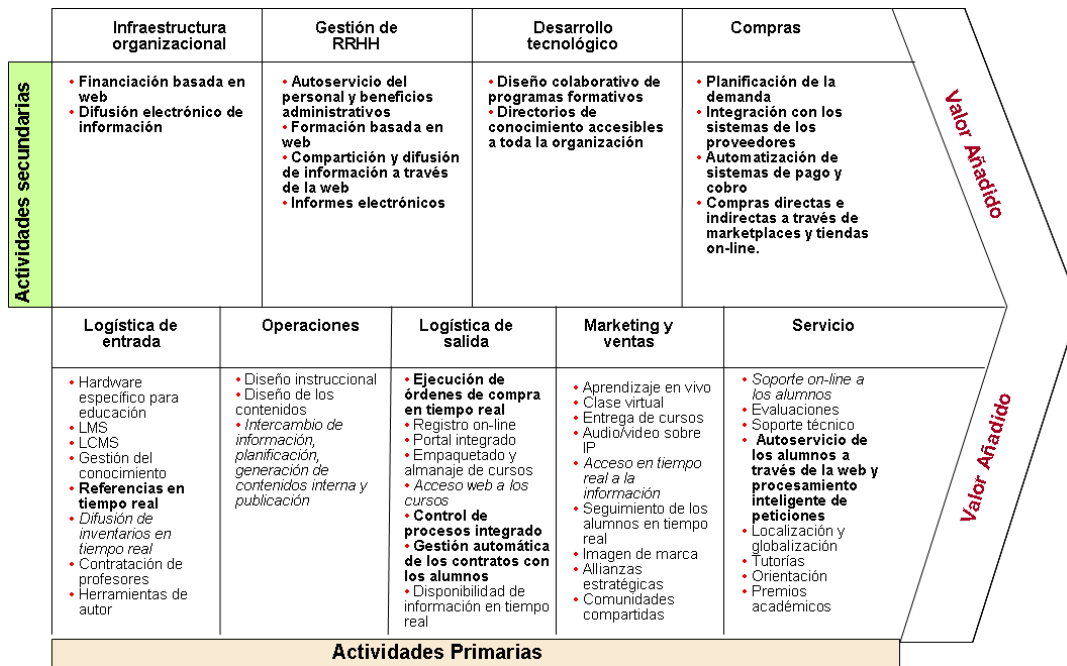 Infraestructura
organizacional
Gestión de
RRHH
Desarrollo
tecnológico
Compras
Actividades secundarias
• Financiación basada en
web
• Difusión electrónico de
información
• Autoservicio del
personal y beneficios
administrativos
• Formación basada en
web
• Compartición y difusión
de información a través
de la web
• Informes electrónicos
• Diseño colaborativo de
programas formativos
• Directorios de
conocimiento accesibles
a toda la organización
• Planificación de la
demanda
• Integración con los
sistemas de los
proveedores
• Automatización de
sistemas de pago y
cobro
• Compras directas e
indirectas a través de
marketplaces y tiendas
on-line.
Valor Añadido
Logística de
entrada
Operaciones
Logística de
salida
Marketing y
ventas
Servicio
• Hardware
específico para
educación
• LMS
• LCMS
• Gestión del
conocimiento
• Referencias en
tiempo real
• Difusión de
inventarios en
tiempo real
• Contratación de
profesores
• Herramientas de
autor
• Diseño instruccional
• Diseño de los
contenidos
• Intercambio de
información,
planificación,
generación de
contenidos interna y
publicación
• Ejecución de
órdenes de compra
en tiempo real
• Registro on-line
• Portal integrado
• Empaquetado y
almanaje de cursos
• Acceso web a los
cursos
• Control de
procesos integrado
• Gestión automática
de los contratos con
los alumnos
• Disponibilidad de
información en tiempo
real
• Aprendizaje en vivo
• Clase virtual
• Entrega de cursos
• Audio/video sobre
IP
• Acceso en tiempo
real a la
información
• Seguimiento de los
alumnos en tiempo
real
• Imagen de marca
• Allianzas
estratégicas
• Comunidades
compartidas
• Soporte on-line a
los alumnos
• Evaluaciones
• Soporte técnico
• Autoservicio de
los alumnos a
través de la web y
procesamiento
inteligente de
peticiones
• Localización y
globalización
• Tutorías
• Orientación
• Premios
académicos
Valor Añadido
Actividades Primarias